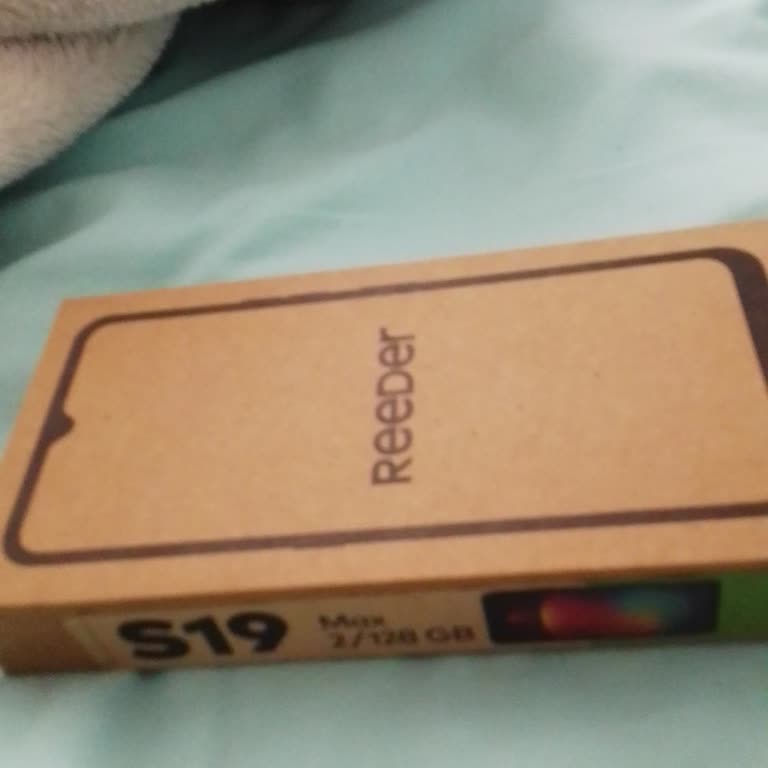 Reeder
S19
Max
2/128 GB